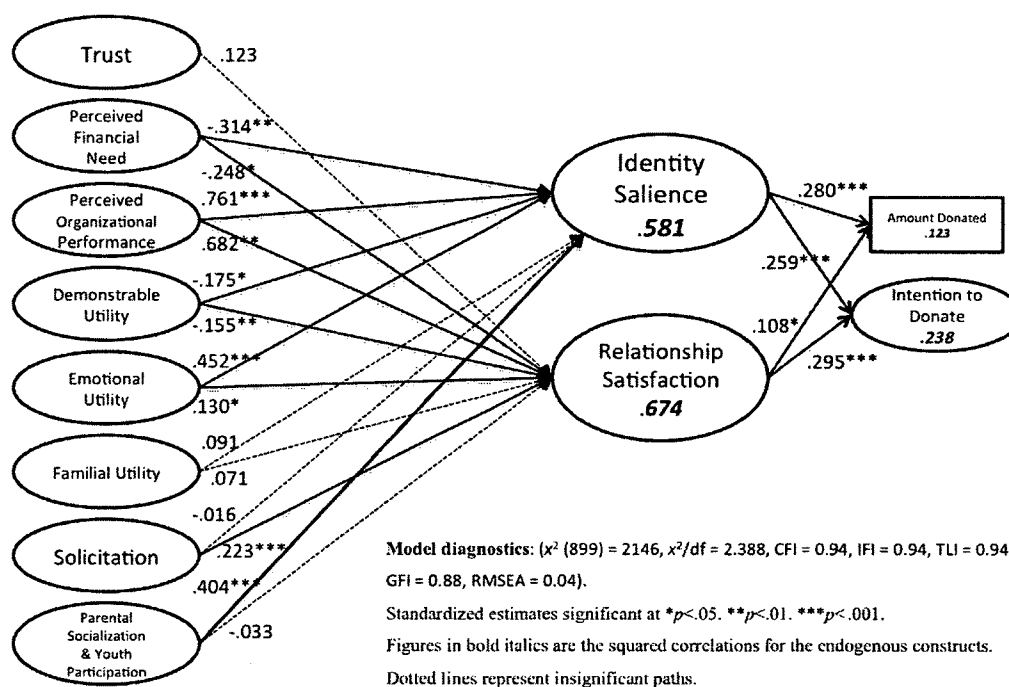 Trust
.123
Perceived
Financial
Need
-.314**
-.248*
Perceived
Organizational
Performance
.761***
.682**
Demonstrable
Utility
-.175*
-.155**
Emotional
Utility
.452***
.130*
Familial Utility
.091
.071
Solicitation
-.016
.223***
Parental
Socialization
& Youth
Participation
.404***
-.033
Identity
Salience
.581
Relationship
Satisfaction
.674
.280***
.259***
.108*
.295***
Amount Donated
.123
Intention to
Donate
.238
Model diagnostics: (x² (899) = 2146, x²/df = 2.388, CFI = 0.94, IFI = 0.94, TLI = 0.94
GFI = 0.88, RMSEA = 0.04).
Standardized estimates significant at *p<.05. **p<.01. ***p<.001.
Figures in bold italics are the squared correlations for the endogenous constructs.
Dotted lines represent insignificant paths.